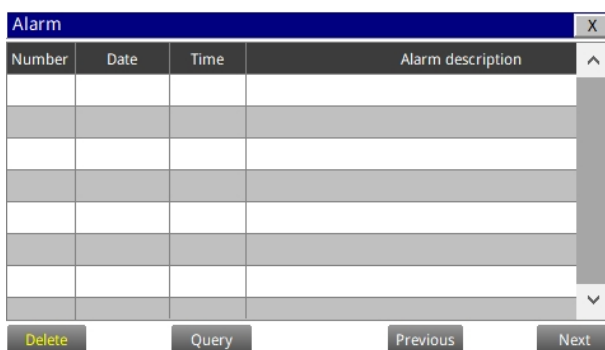 Alarm X
Number Date Time Alarm description
Delete Query Previous Next